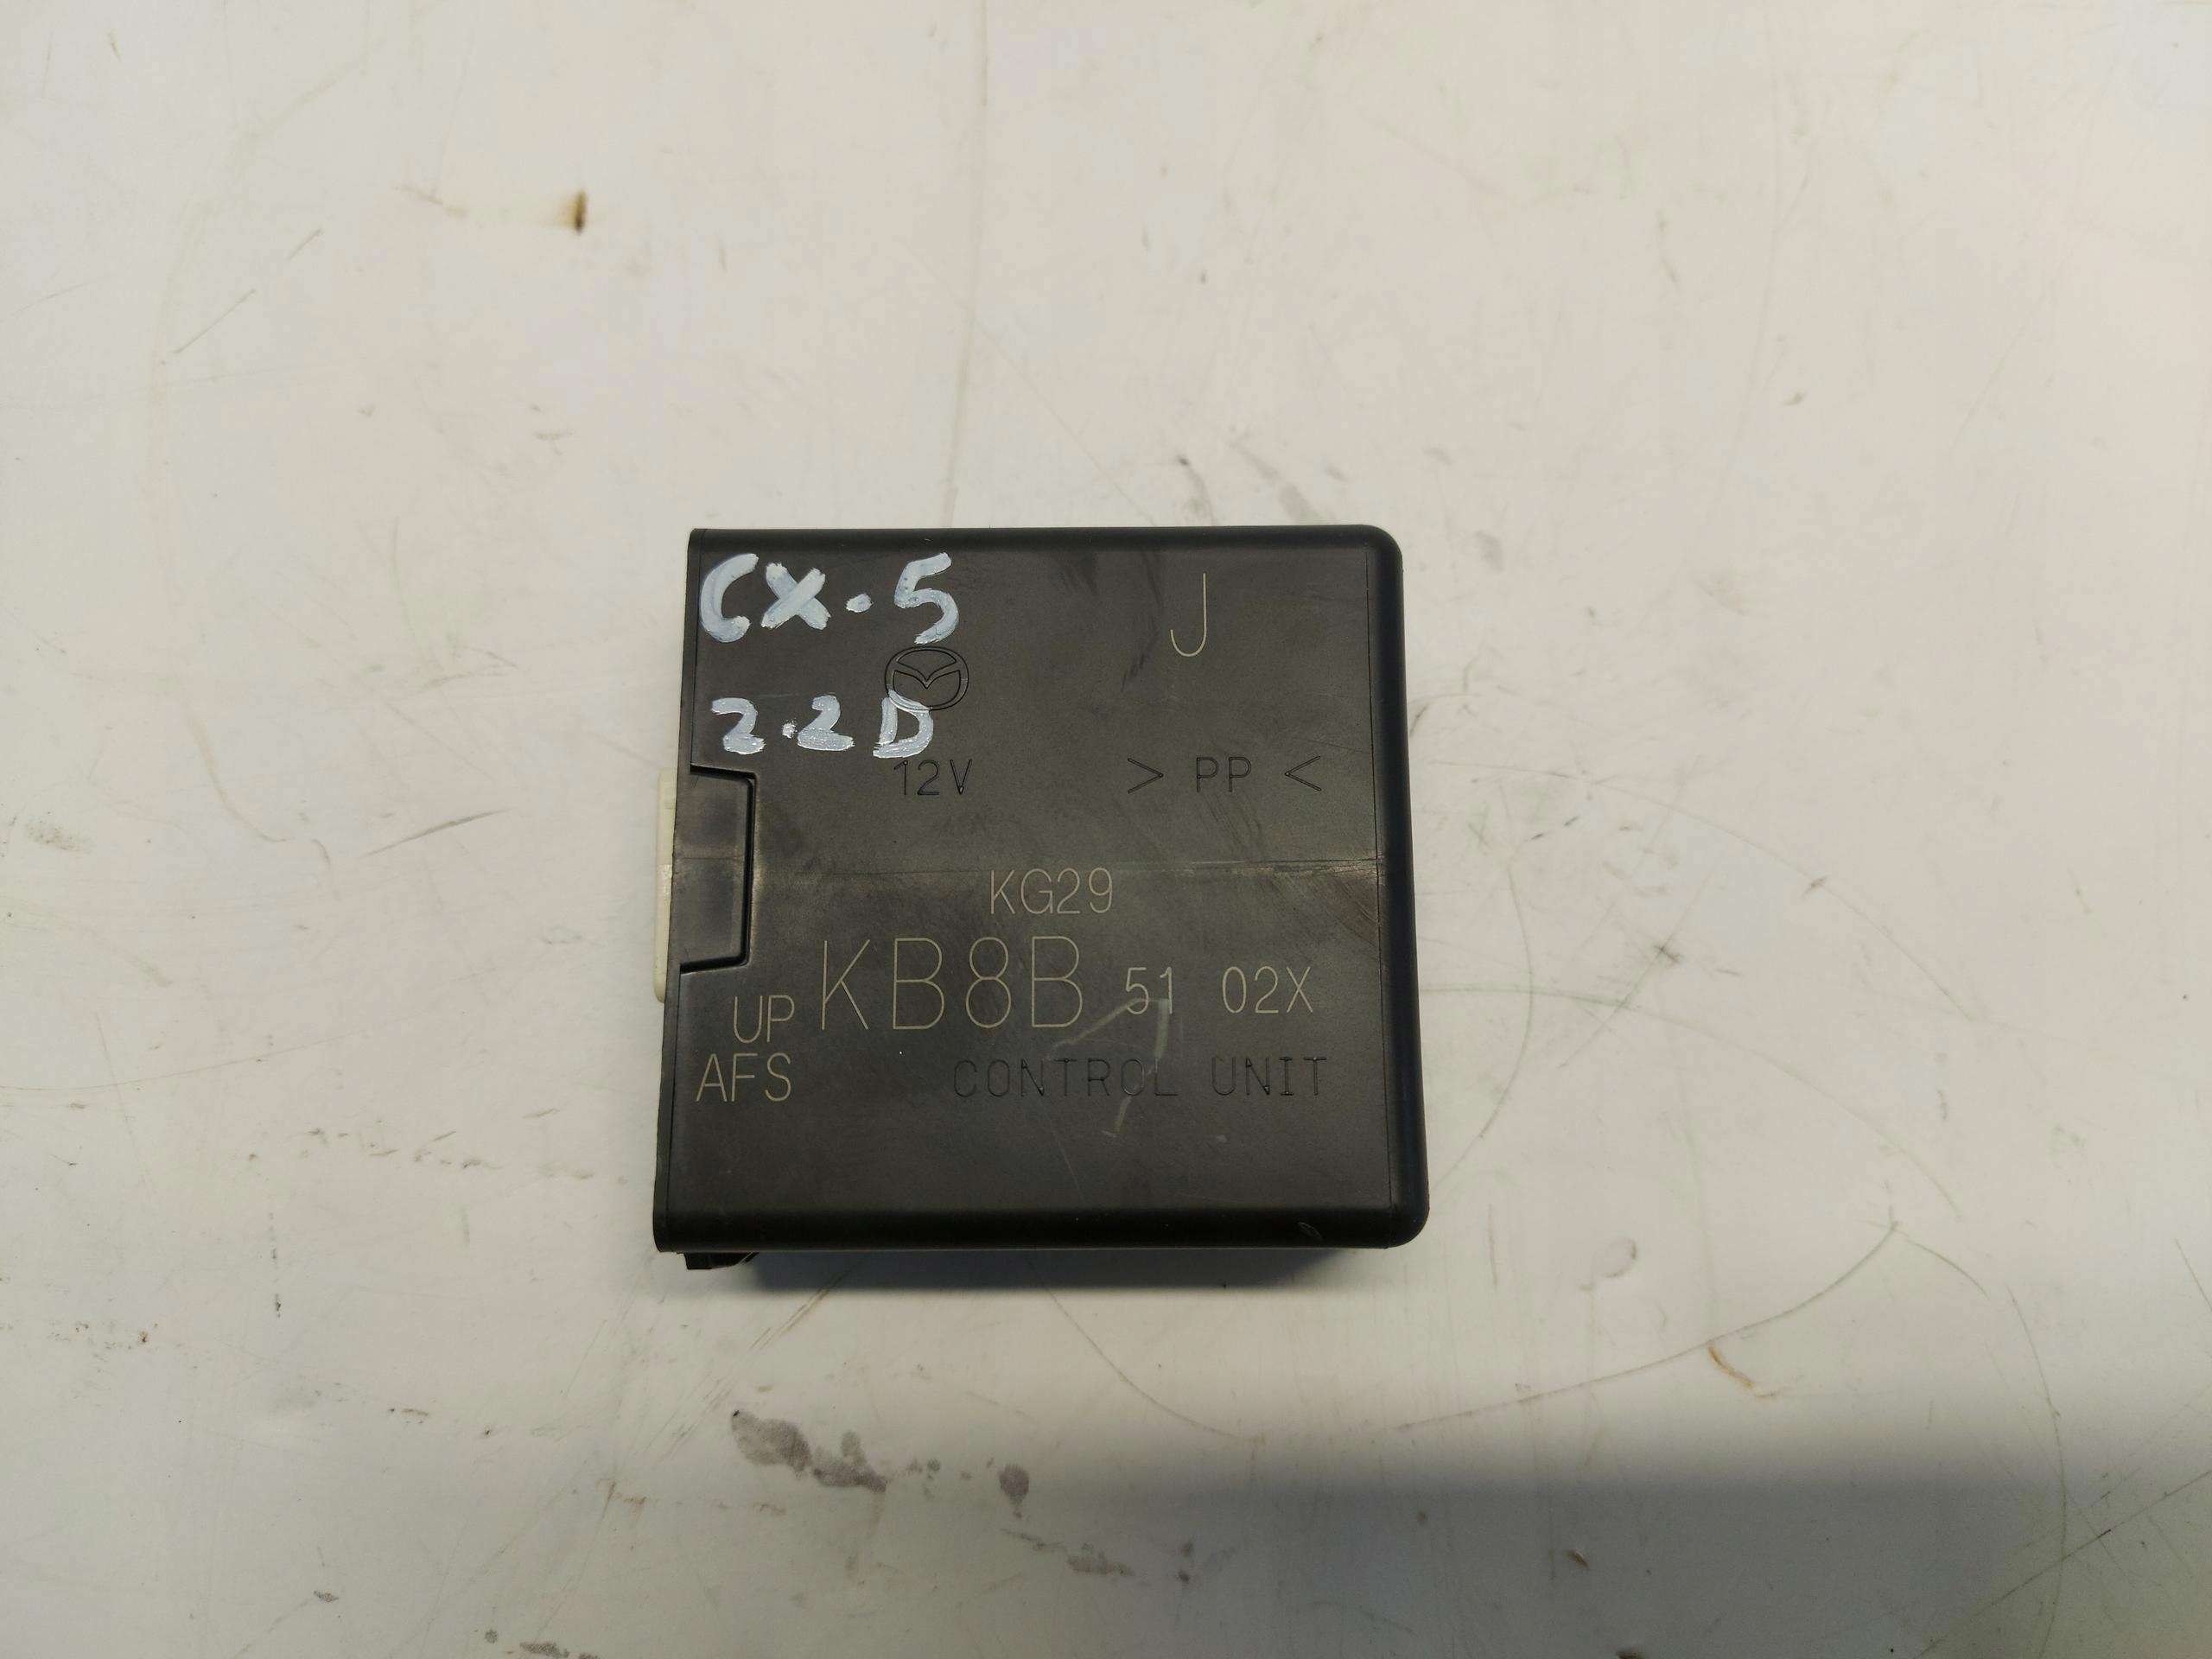 CX-5
J
2.2D
12V > PP <
KG29
UP KB8B 51 02X
AFS CONTROL UNIT